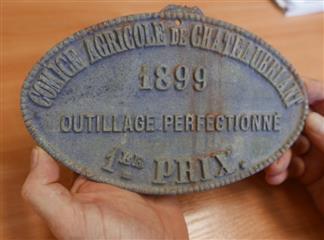 COMICE AGRICOLE DE CHATEAUBRIANT
1899
OUTILLAGE PERFECTIONNÉ
1ER PRIX.